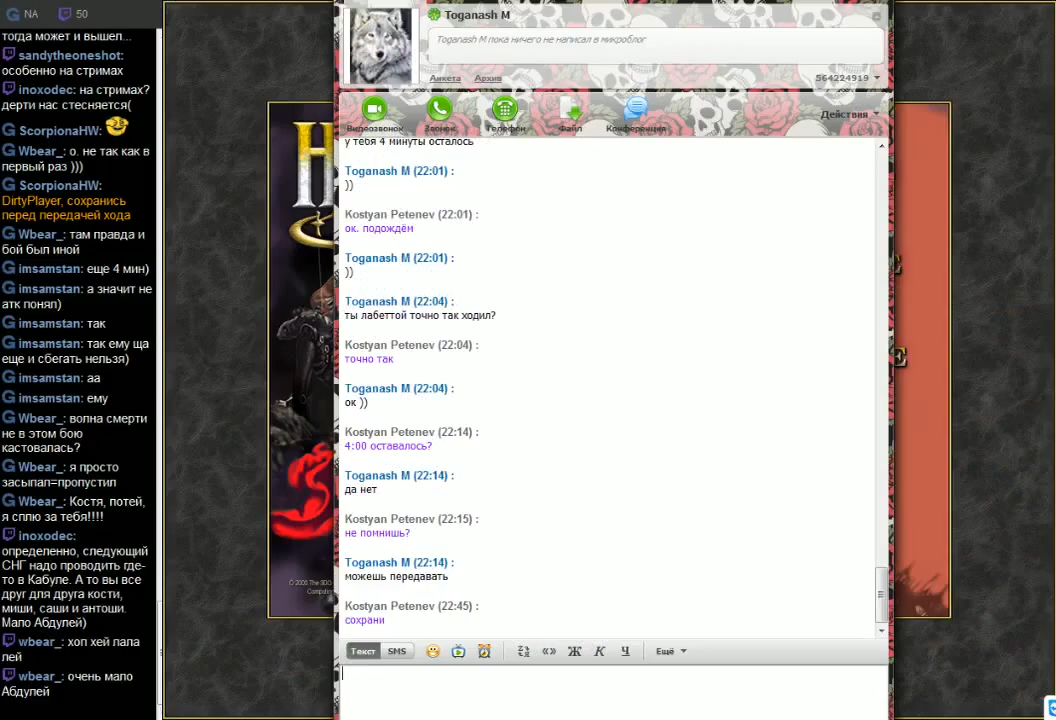 NA 50
тогда может и вышел...
sandytheoneshot:
особенно на стримах
inoxodec: на стримах?
дерти нас стесняется(
ScorpionaHW:
Wbear_: о. не так как в
первый раз )))
ScorpionaHW:
DirtyPlayer, сохранись
перед передачей хода
Wbear_: там правда и
бой был иной
imsamstan: еще 4 мин)
imsamstan: а значит не
атк понял)
imsamstan: так
imsamstan: так ему ща
еще и сбегать нельзя)
imsamstan: аа
imsamstan: ему
Wbear_: волна смерти
не в этом бою
кастовалась?
Wbear_: я просто
засыпал=пропустил
Wbear_: Костя, потей,
я сплю за тебя!!!!
inoxodec:
определенно, следующий
СНГ надо проводить где-
то в Кабуле. А то вы все
друг для друга кости,
миши, саши и антоши.
Мало Абдулей)
wbear_: хоп хей лала
лей
wbear_: очень мало
Абдулей
Toganash M
Toganash M пока ничего не написал в микроблог
Анкета Архив 564224919
Видеозвонок Звонок Телефон Файл Конференция Действия
у тебя 4 минуты осталось
Toganash M (22:01) :
))
Kostyan Petenev (22:01) :
ок. подождём
Toganash M (22:01) :
))
Toganash M (22:04) :
ты лабеттой точно так ходил?
Kostyan Petenev (22:04) :
точно так
Toganash M (22:04) :
ок ))
Kostyan Petenev (22:14) :
4:00 оставалось?
Toganash M (22:14) :
да нет
Kostyan Petenev (22:15) :
не помнишь?
Toganash M (22:14) :
можешь передавать
Kostyan Petenev (22:45) :
сохрани
Текст SMS Ж К Ч Ещё
© 2000 The 3DO